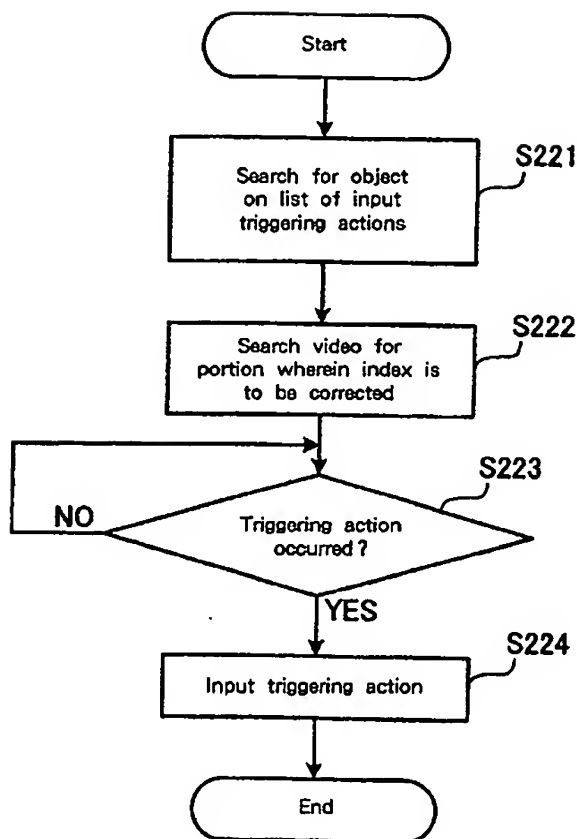 Start
S221
Search for object
on list of input
triggering actions
S222
Search video for
portion wherein index is
to be corrected
S223
Triggering action
occurred?
NO
YES
S224
Input triggering action
End